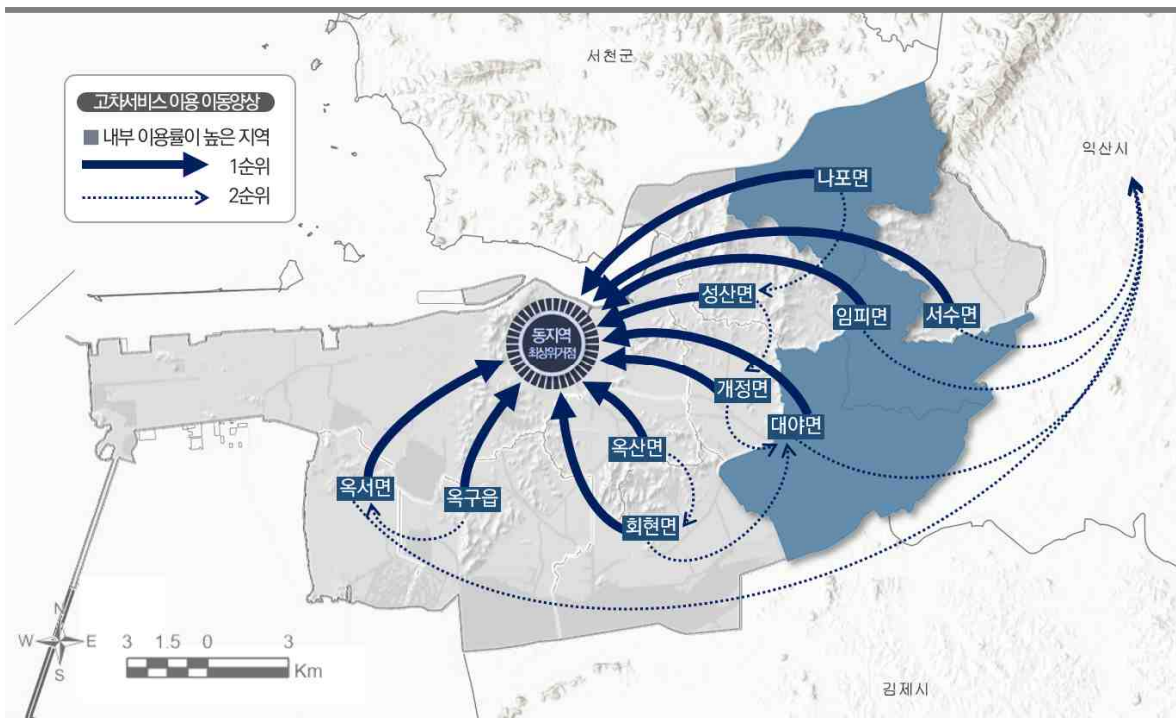 서천군
고차서비스 이용 이동양상
내부 이용률이 높은 지역
1순위
2순위
익산시
나포면
성산면
임피면
서수면
동지역
최상위거점
개정면
대야면
옥산면
옥서면
옥구읍
회현면
N
W E
S
3 1.5 0 3
Km
김제시